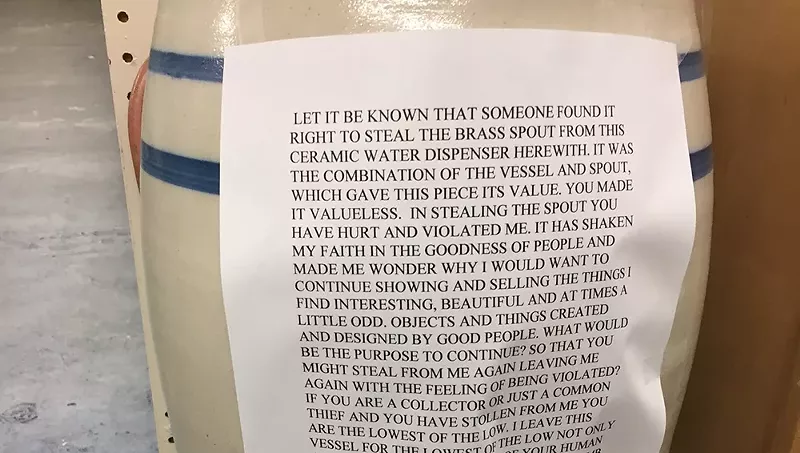 LET IT BE KNOWN THAT SOMEONE FOUND IT
RIGHT TO STEAL THE BRASS SPOUT FROM THIS
CERAMIC WATER DISPENSER HEREWITH. IT WAS
THE COMBINATION OF THE VESSEL AND SPOUT,
WHICH GAVE THIS PIECE ITS VALUE. YOU MADE
IT VALUELESS. IN STEALING THE SPOUT YOU
HAVE HURT AND VIOLATED ME. IT HAS SHAKEN
MY FAITH IN THE GOODNESS OF PEOPLE AND
MADE ME WONDER WHY I WOULD WANT TO
CONTINUE SHOWING AND SELLING THE THINGS I
FIND INTERESTING, BEAUTIFUL AND AT TIMES A
LITTLE ODD. OBJECTS AND THINGS CREATED
AND DESIGNED BY GOOD PEOPLE. WHAT WOULD
BE THE PURPOSE TO CONTINUE? SO THAT YOU
MIGHT STEAL FROM ME AGAIN LEAVING ME
AGAIN WITH THE FEELING OF BEING VIOLATED?
IF YOU ARE A COLLECTOR OR JUST A COMMON
THIEF AND YOU HAVE STOLLEN FROM ME YOU
ARE THE LOWEST OF THE LOW. I LEAVE THIS
VESSEL FOR THE LOWEST OF THE LOW NOT ONLY
YOUR HUMAN